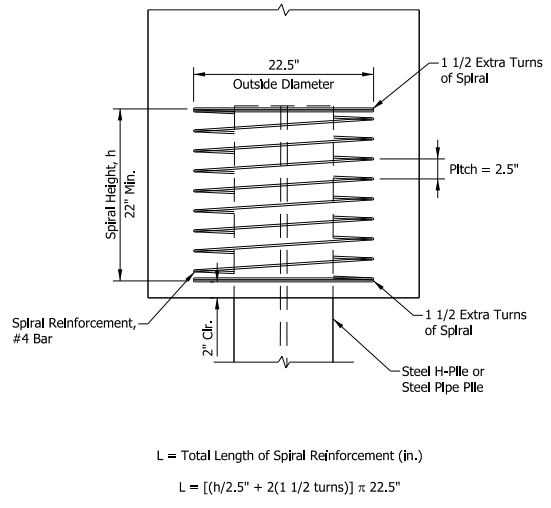 22.5"
Outside Diameter
1 1/2 Extra Turns
of Spiral
Spiral Height, h
22" Min.
Pitch = 2.5"
Spiral Reinforcement,
#4 Bar
2" Clr.
1 1/2 Extra Turns
of Spiral
Steel H-Pile or
Steel Pipe Pile
L = Total Length of Spiral Reinforcement (in.)
L = [(h/2.5" + 2(1 1/2 turns)] π 22.5"